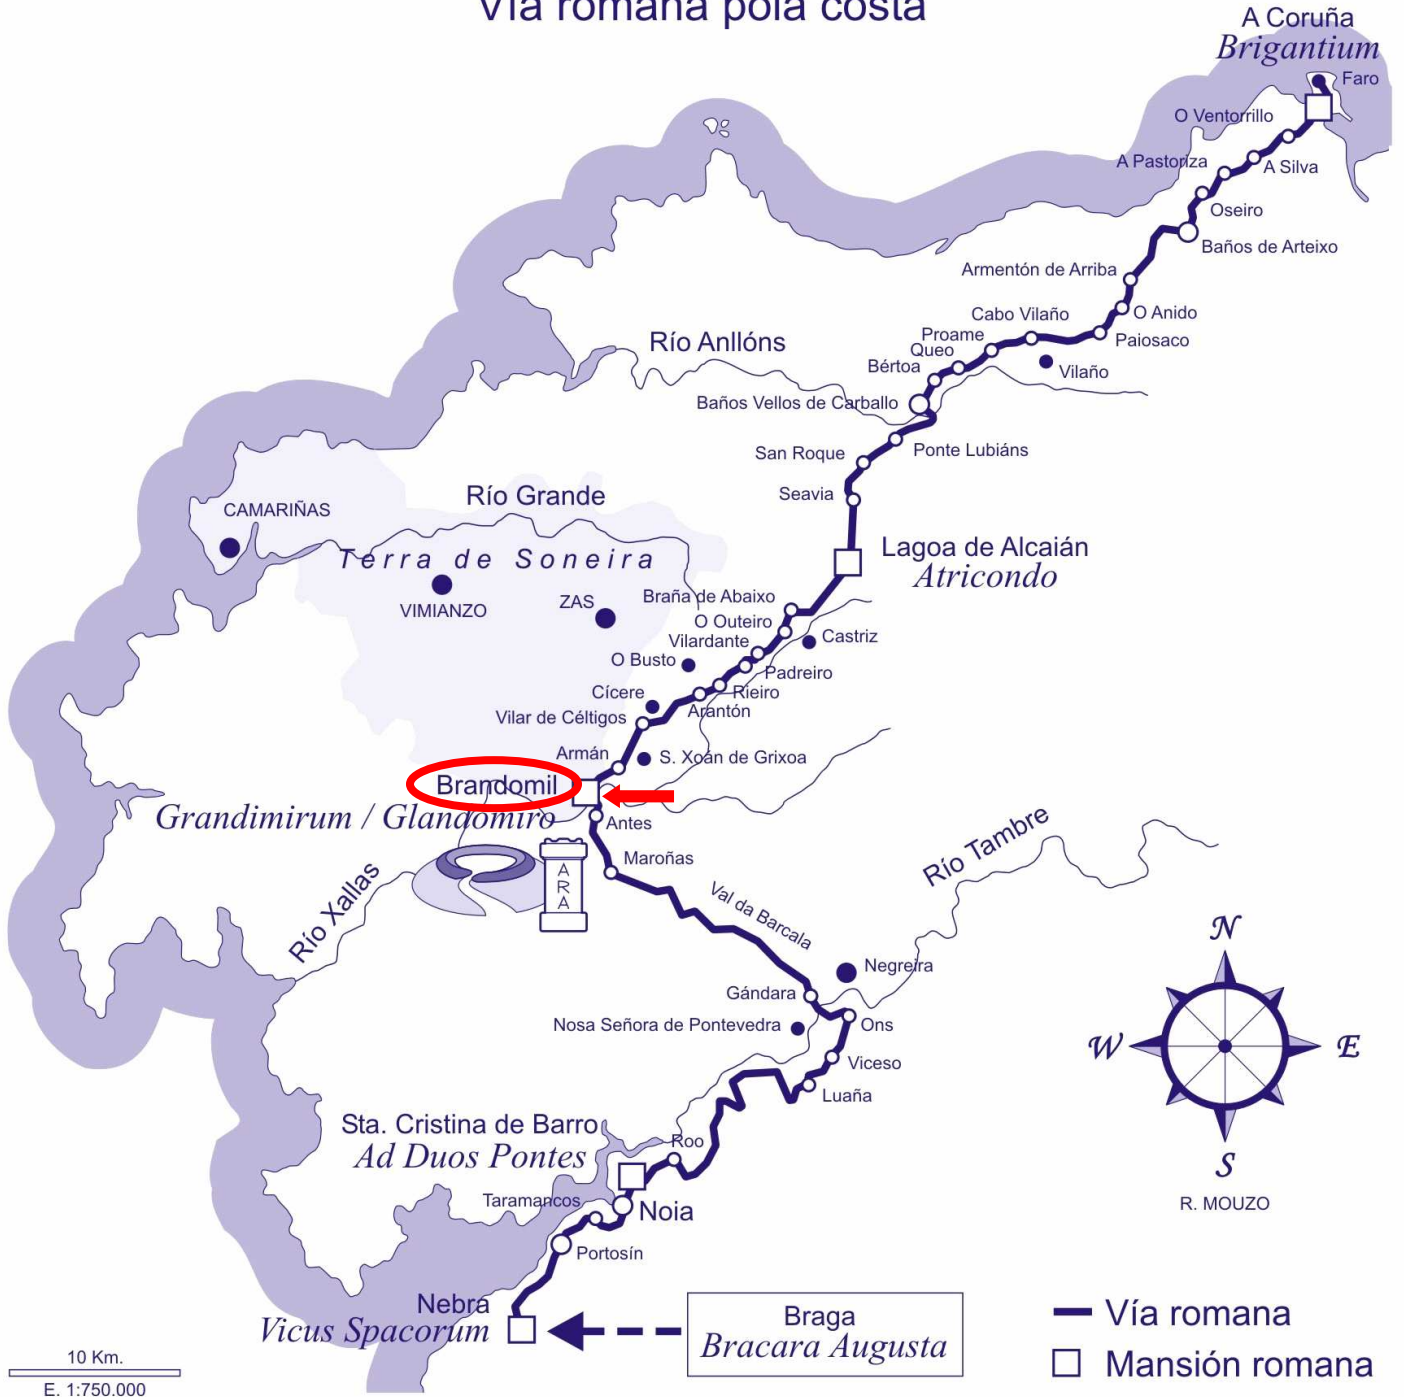 Vía romana pola costa
A Coruña
Brigantium
Faro
O Ventorrillo
A Pastoriza
A Silva
Oseiro
Baños de Arteixo
Armentón de Arriba
O Anido
Cabo Vilaño
Paiosaco
Proame
Queo
Vilaño
Bértoa
Río Anllóns
Baños Vellos de Carballo
Ponte Lubiáns
San Roque
Seavia
Río Grande
CAMARIÑAS
Terra de Soneira
VIMIANZO
ZAS
Lagoa de Alcaián
Atricondo
Braña de Abaixo
O Outeiro
Castriz
Vilardante
O Busto
Padreiro
Rieiro
Cícere
Arantón
Vilar de Céltigos
Armán
S. Xoán de Grixoa
Brandomil
Grandimirum / Glandomiro
Antes
Maroñas
A
R
A
Río Xallas
Val da Barcala
Río Tambre
Negreira
Gándara
Nosa Señora de Pontevedra
Ons
Viceso
Luaña
Sta. Cristina de Barro
Ad Duos Pontes
Roo
Taramancos
Noia
Portosín
Nebra
Vicus Spacorum
Braga
Bracara Augusta
N
W
E
S
R. MOUZO
Vía romana
Mansión romana
10 Km.
E. 1:750.000